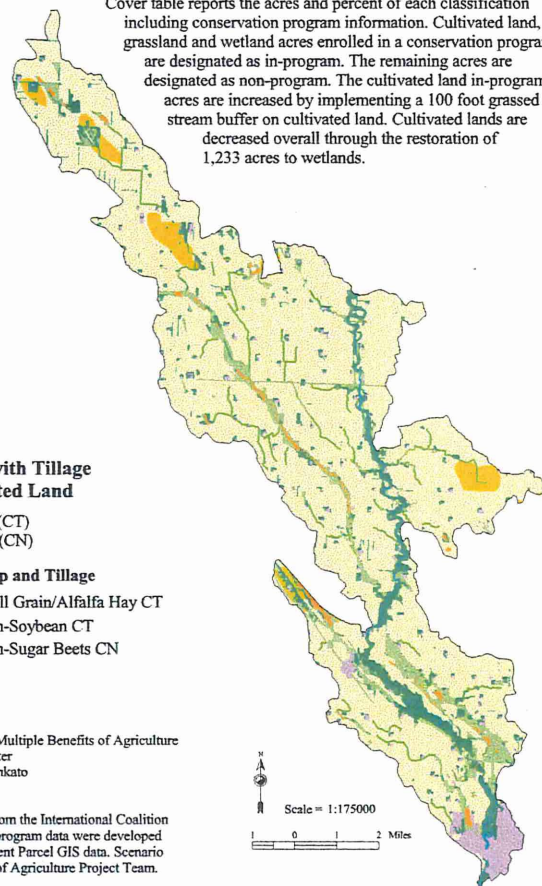 Cover table reports the acres and percent of each classification
including conservation program information. Cultivated land,
grassland and wetland acres enrolled in a conservation program
are designated as in-program. The remaining acres are
designated as non-program. The cultivated land in-program
acres are increased by implementing a 100 foot grassed
stream buffer on cultivated land. Cultivated lands are
decreased overall through the restoration of
1,233 acres to wetlands.
with Tillage
ted Land
(CT)
(CN)
p and Tillage
ll Grain/Alfalfa Hay CT
n-Soybean CT
n-Sugar Beets CN
Multiple Benefits of Agriculture
ter
nkato
N
Scale = 1:175000
1 0 1 2 Miles
om the International Coalition
program data were developed
ent Parcel GIS data. Scenario
of Agriculture Project Team.